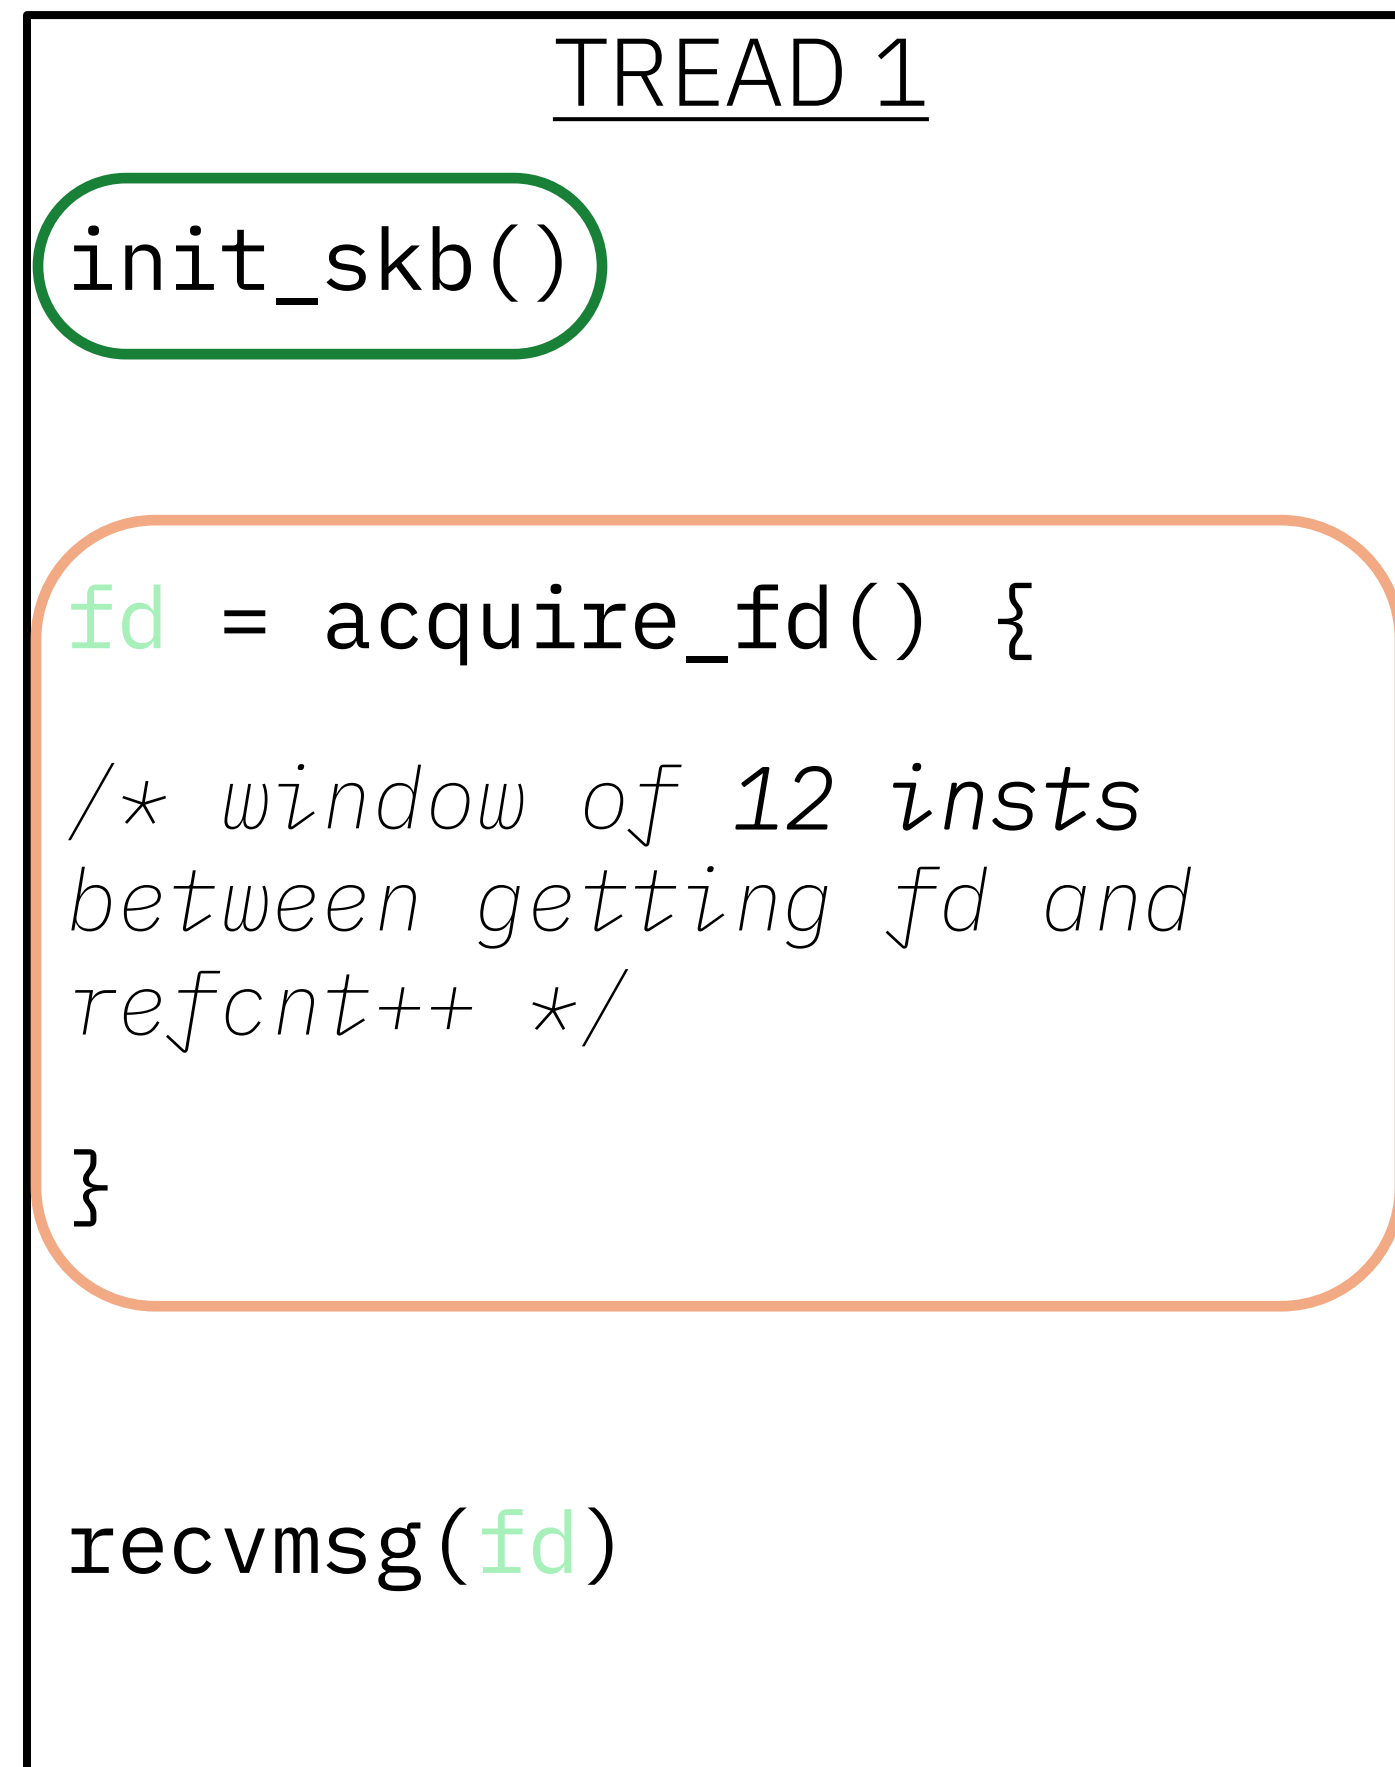 TREAD 1
init_skb()
fd = acquire_fd() {
/* window of 12 insts
between getting fd and
refcnt++ */
}
recvmsg(fd)